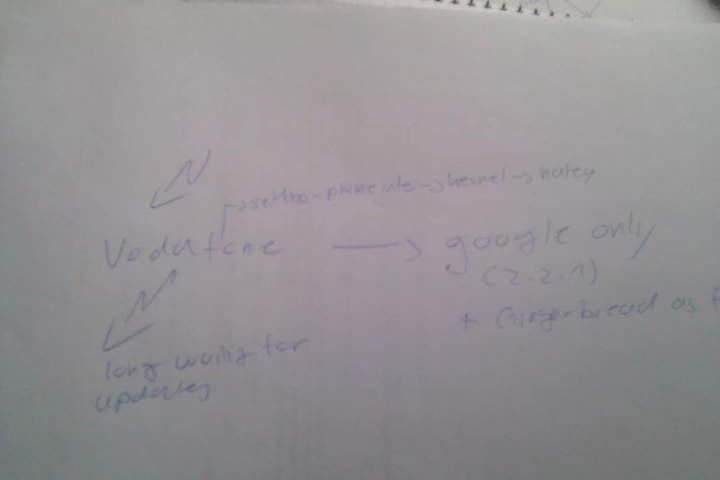 settings - phone info -> kernel ->
Vodafone -> google only
(2.2.1)
+ Gingerbread as
long waiting for
updates